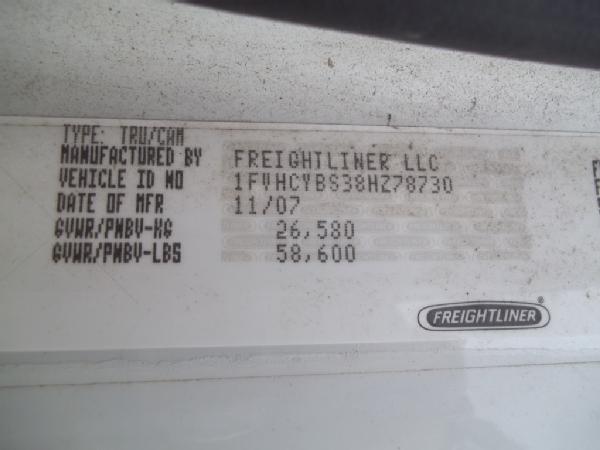 TYPE: TRU/CAM
MANUFACTURED BY FREIGHTLINER LLC
VEHICLE ID NO 1FVHCYBS38HZ78730
DATE OF MFR 11/07
GVWR/PNBV-KG 26,580
GVWR/PNBV-LBS 58,600
FREIGHTLINER